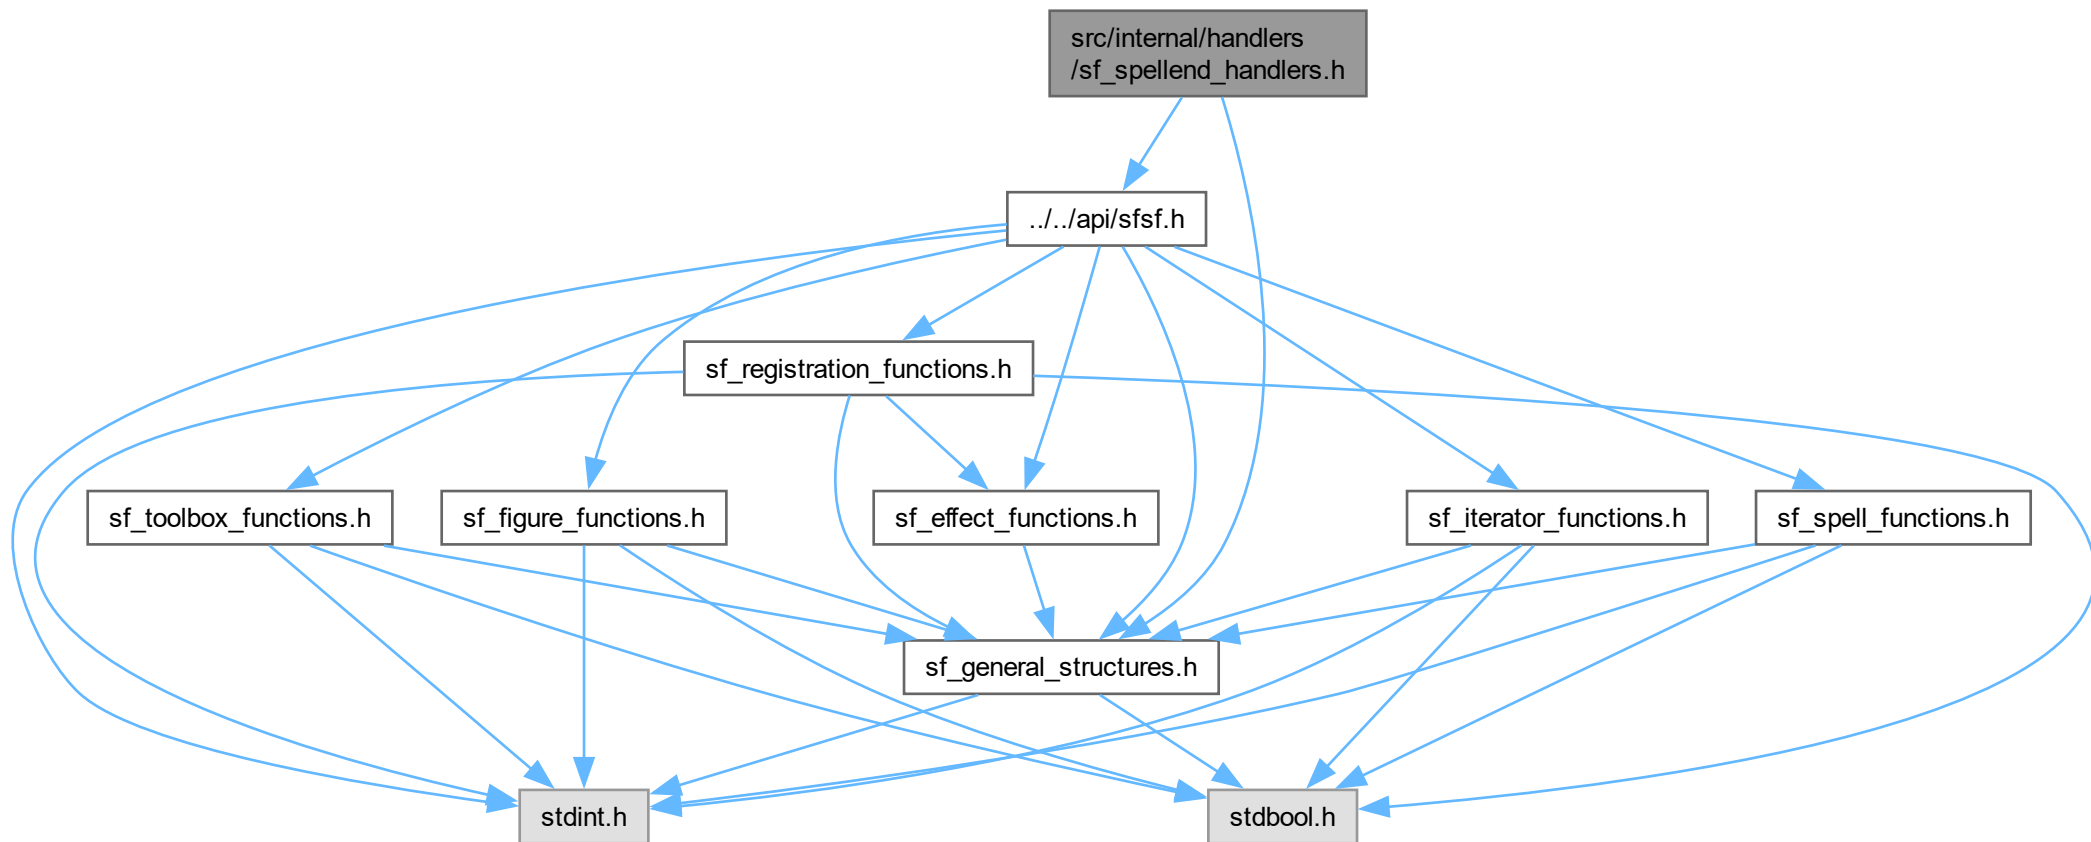 src/internal/handlers
/sf_spellend_handlers.h
../../api/sfsf.h
sf_registration_functions.h
sf_toolbox_functions.h
sf_figure_functions.h
sf_effect_functions.h
sf_iterator_functions.h
sf_spell_functions.h
sf_general_structures.h
stdint.h
stdbool.h